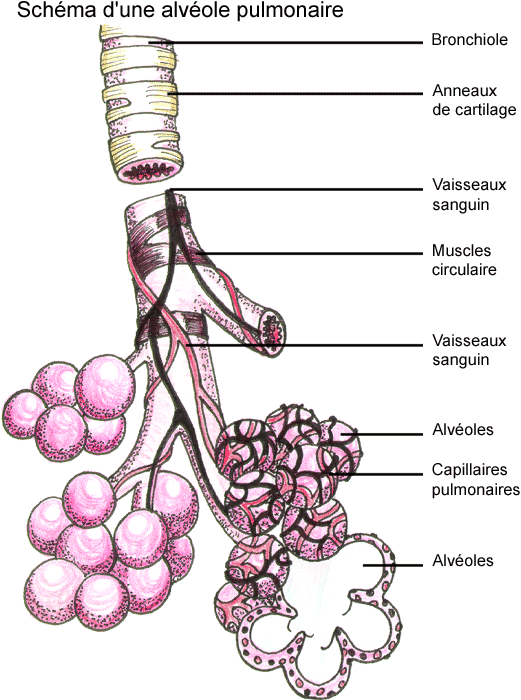 Schéma d'une alvéole pulmonaire
Bronchiole
Anneaux
de cartilage
Vaisseaux
sanguin
Muscles
circulaire
Vaisseaux
sanguin
Alvéoles
Capillaires
pulmonaires
Alvéoles